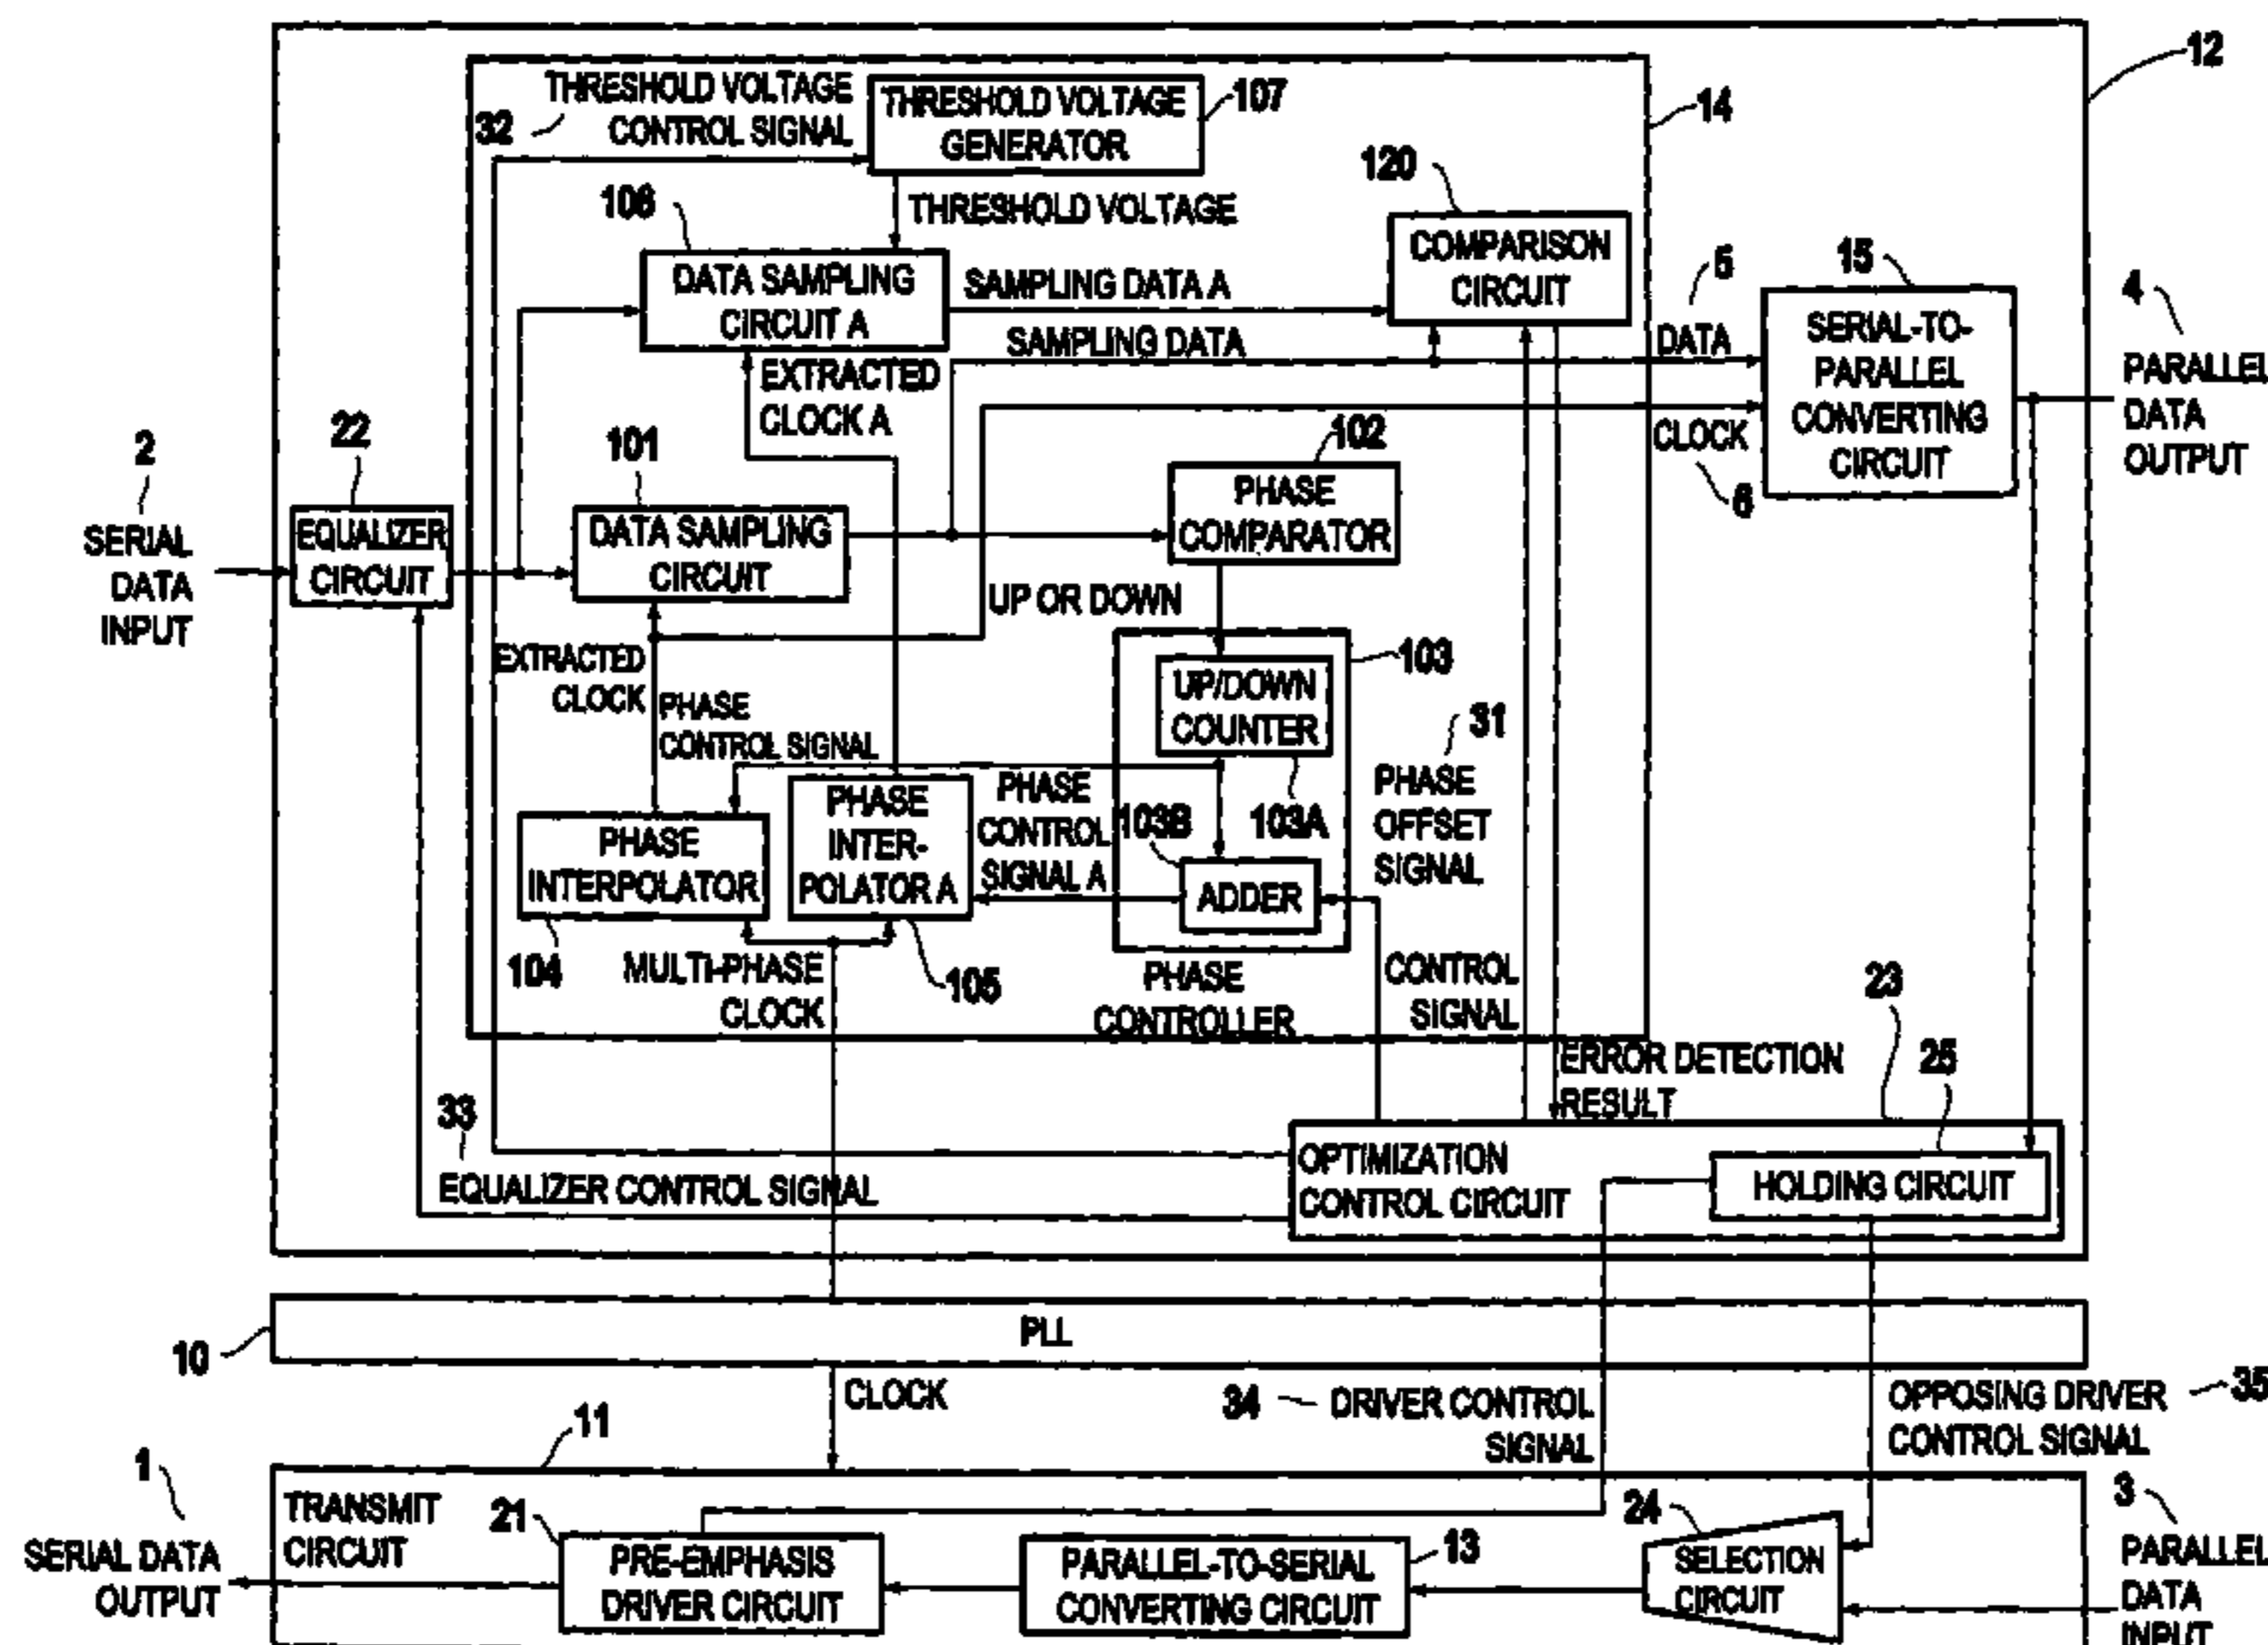 12
THRESHOLD VOLTAGE
CONTROL SIGNAL
32
THRESHOLD VOLTAGE
GENERATOR
107
14
120
106
THRESHOLD VOLTAGE
DATA SAMPLING
CIRCUIT A
SAMPLING DATA A
COMPARISON
CIRCUIT
5
15
4
SAMPLING DATA
DATA
SERIAL-TO-
PARALLEL
CONVERTING
CIRCUIT
PARALLEL
DATA
OUTPUT
EXTRACTED
CLOCK A
CLOCK
6
2
22
101
102
SERIAL
DATA
INPUT
EQUALIZER
CIRCUIT
DATA SAMPLING
CIRCUIT
PHASE
COMPARATOR
UP OR DOWN
EXTRACTED
CLOCK
PHASE
CONTROL SIGNAL
103
UP/DOWN
COUNTER
31
PHASE
OFFSET
SIGNAL
PHASE
INTERPOLATOR
PHASE
INTER-
POLATOR A
PHASE
CONTROL
SIGNAL A
103B
103A
ADDER
104
MULTI-PHASE
CLOCK
105
PHASE
CONTROLLER
CONTROL
SIGNAL
23
25
ERROR DETECTION
RESULT
33
EQUALIZER CONTROL SIGNAL
OPTIMIZATION
CONTROL CIRCUIT
HOLDING CIRCUIT
10
PLL
CLOCK
34
DRIVER CONTROL
SIGNAL
OPPOSING DRIVER
CONTROL SIGNAL
35
11
1
SERIAL DATA
OUTPUT
TRANSMIT
CIRCUIT
21
PRE-EMPHASIS
DRIVER CIRCUIT
PARALLEL-TO-SERIAL
CONVERTING CIRCUIT
13
24
SELECTION
CIRCUIT
3
PARALLEL
DATA
INPUT